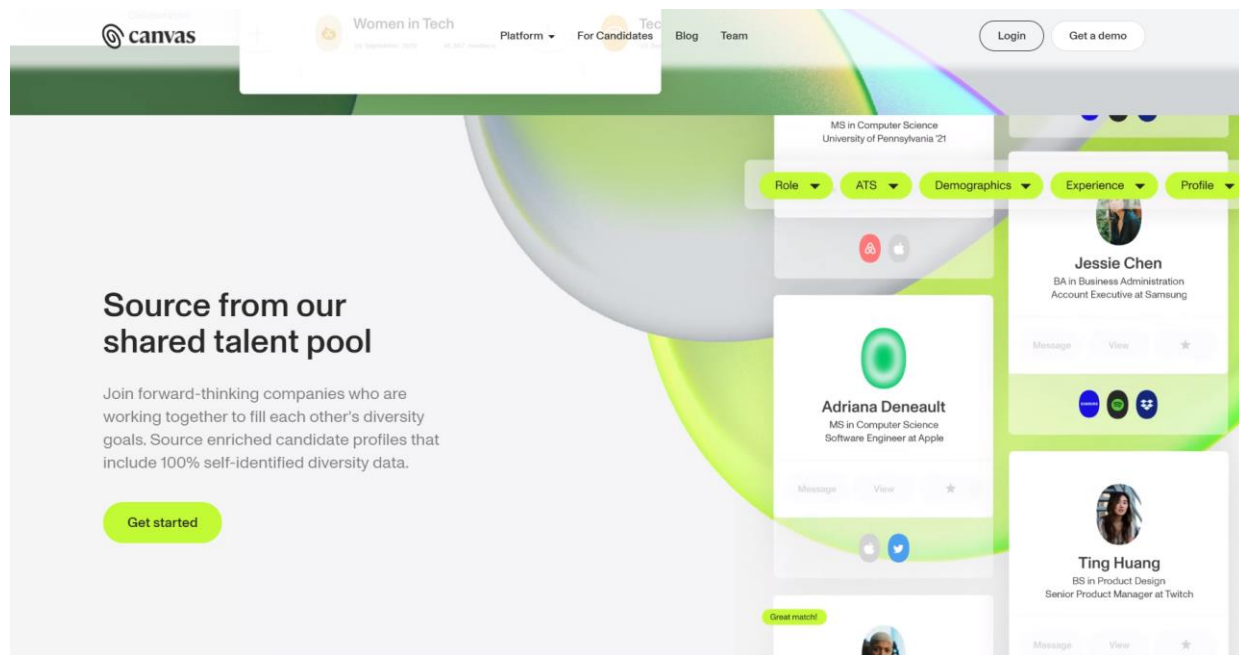 canvas
Women in Tech
Tec
Platform
For Candidates
Blog
Team
Login
Get a demo
Source from our
shared talent pool
Join forward-thinking companies who are
working together to fill each other's diversity
goals. Source enriched candidate profiles that
include 100% self-identified diversity data.
Get started
MS in Computer Science
University of Pennsylvania '21
Role
ATS
Demographics
Experience
Profile
Adriana Deneault
MS in Computer Science
Software Engineer at Apple
Message
View
Great match!
Jessie Chen
BA in Business Administration
Account Executive at Samsung
Message
View
Ting Huang
BS in Product Design
Senior Product Manager at Twitch
Message
View